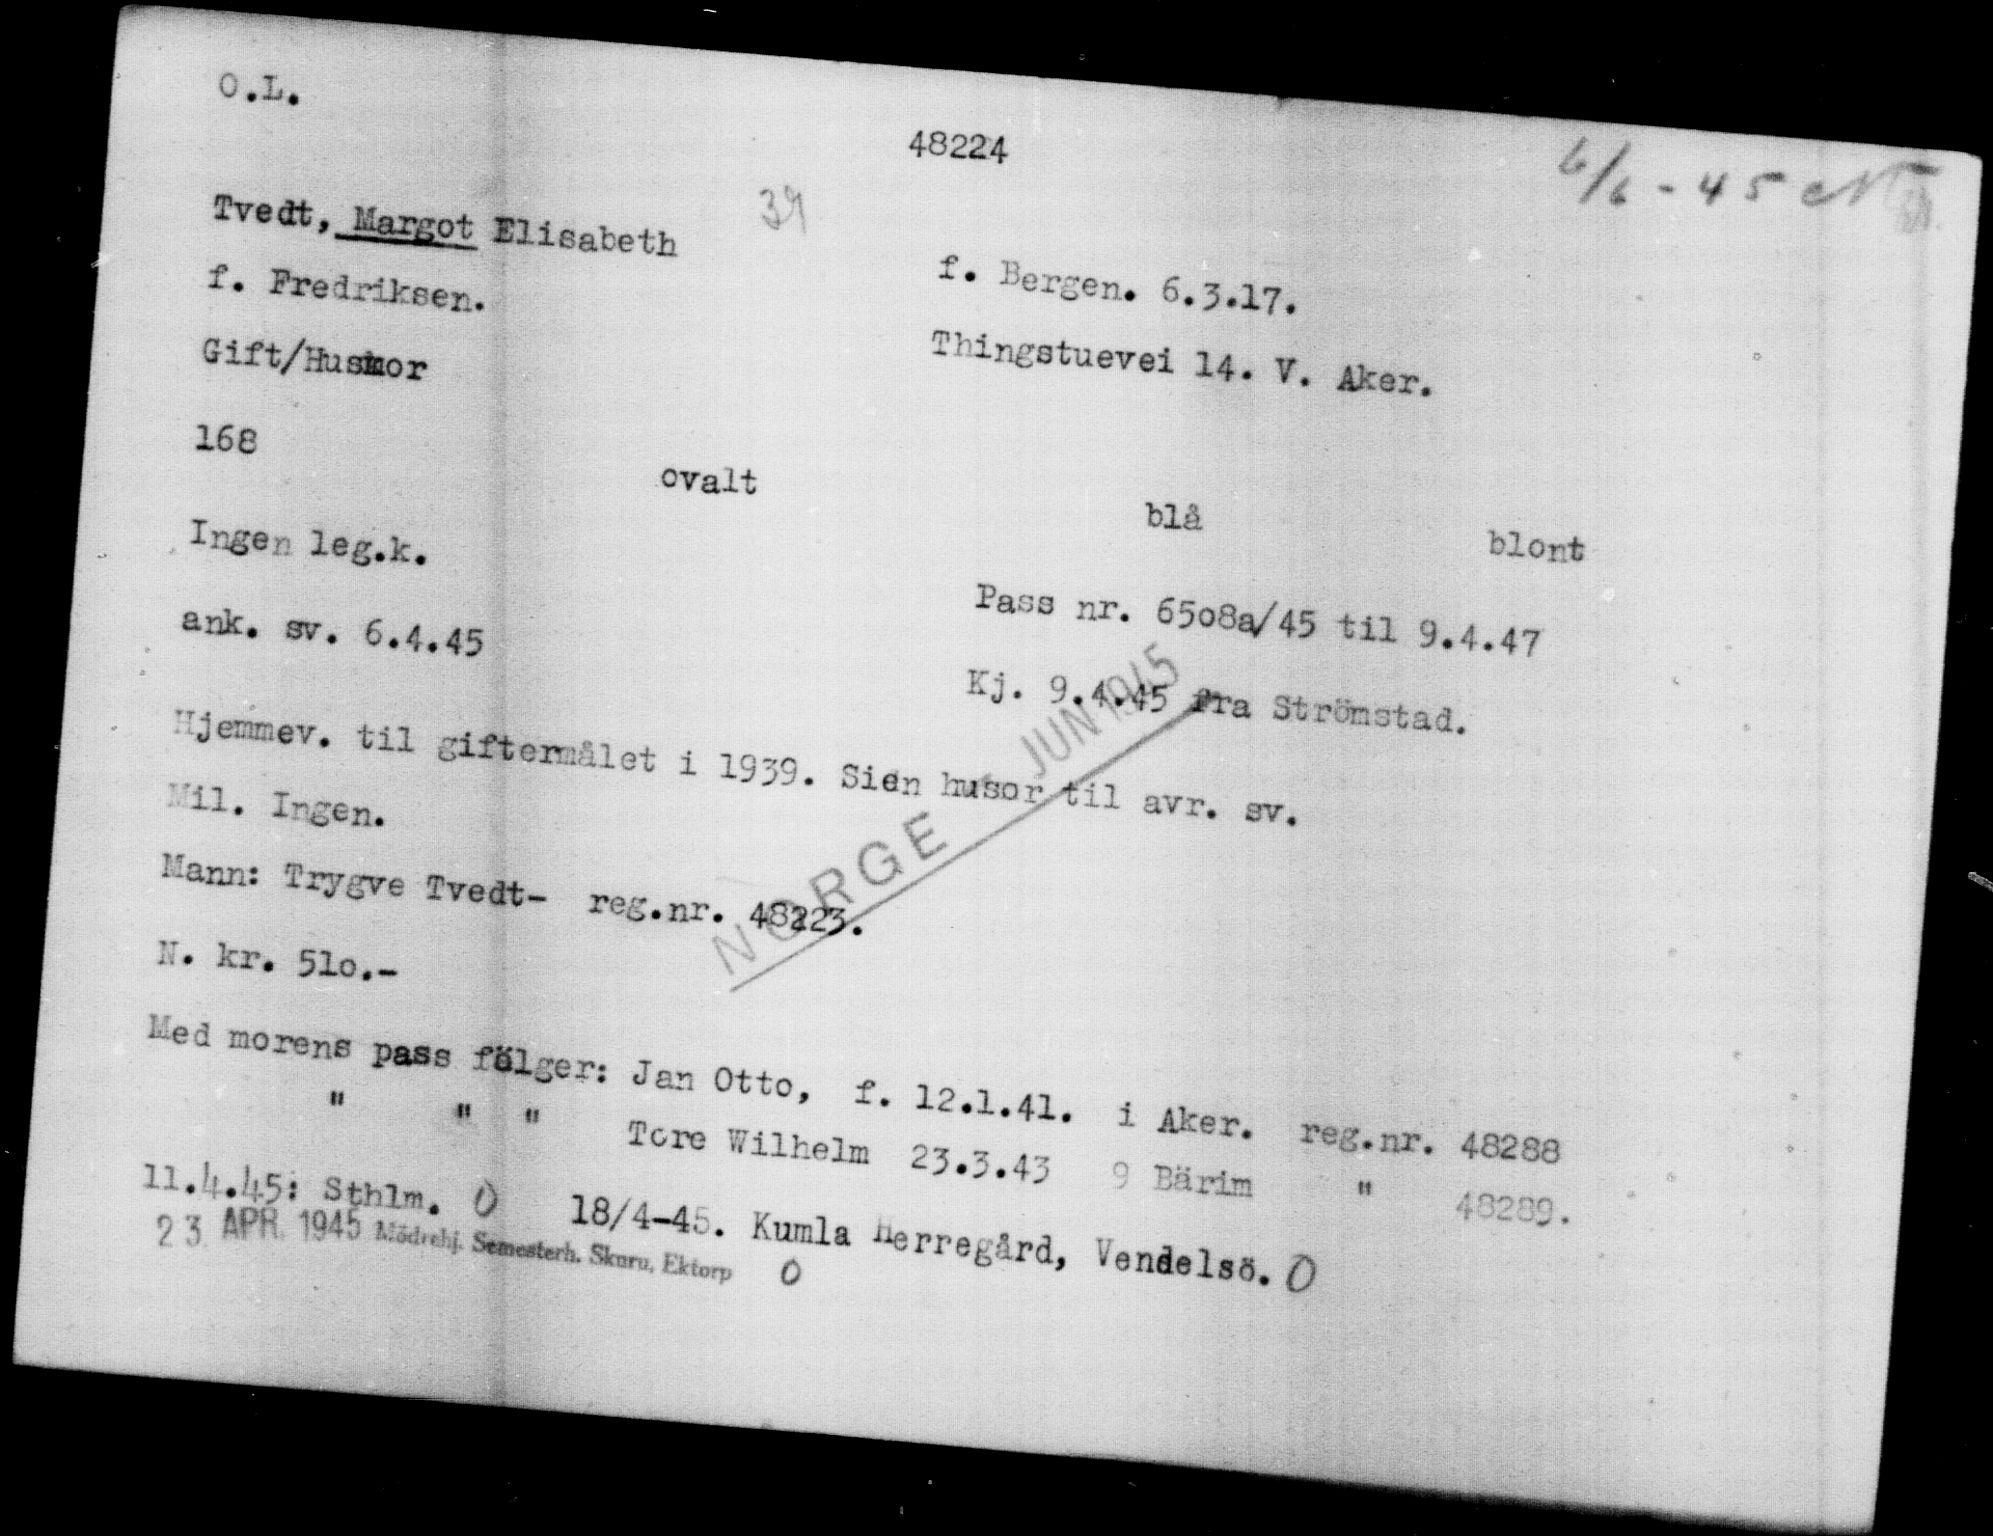 O.L.
48224
6/6 - 45
Tvedt, Margot Elisabeth
39
f. Fredriksen.
f. Bergen. 6.3.17.
Gift/Husmor
Thingstuevei 14. V. Aker.
168
ovalt
blå
blont
Ingen leg.k.
Pass nr. 65o8a/45 til 9.4.47
ank. sv. 6.4.45
Kj. 9.4.45 fra Strömstad.
Hjemmev. til giftermålet i 1939. Sien husor til avr. sv.
NORGE - JUN 1945
Mil. Ingen.
Mann: Trygve Tvedt- reg.nr. 48223.
N. kr. 51o.-
Med morens pass fölger: Jan Otto, f. 12.1.41. i Aker. reg.nr. 48288
" " " Tore Wilhelm 23.3.43 9 Bärim " 48289.
11.4.45: Sthlm. O 18/4-45. Kumla Herregård, Vendelsö. O
23 APR. 1945 Mödrehj. Semesterh. Skuru, Ektorp O